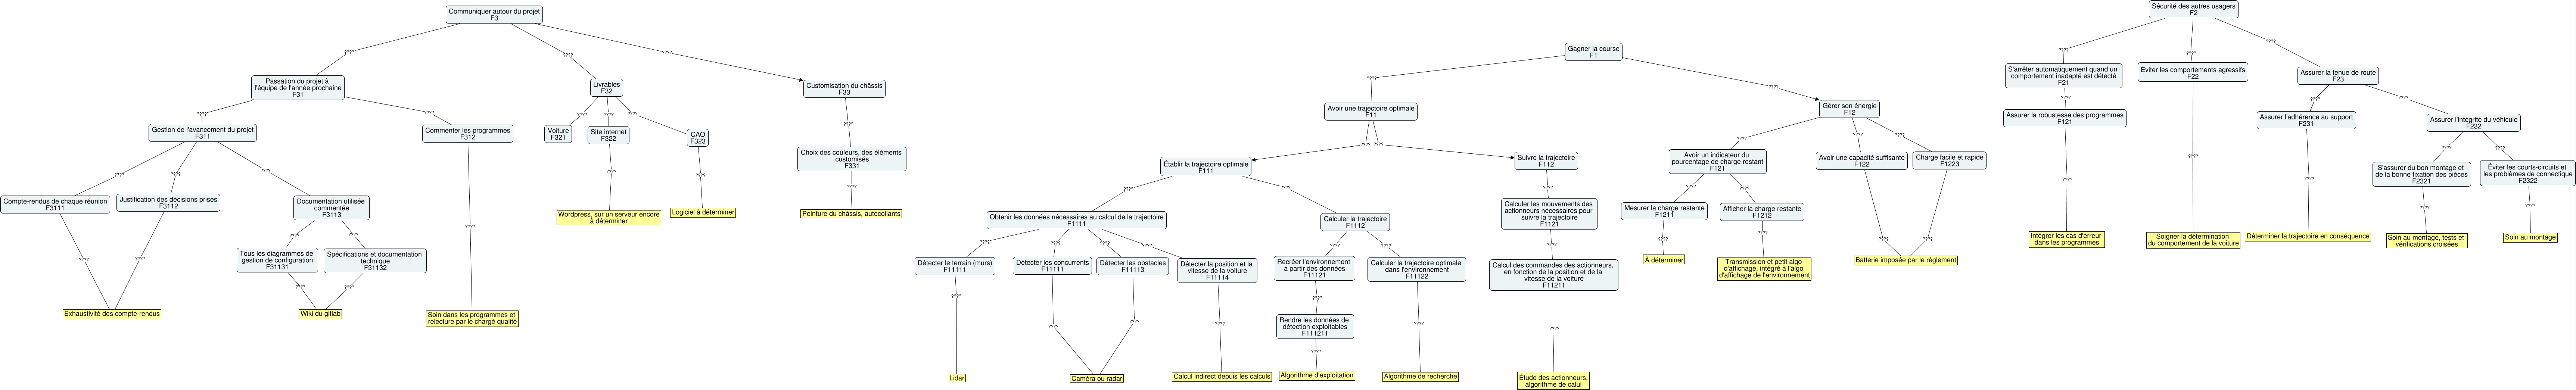 Communiquer autour du projet
F3
????
????
????
Passation du projet à
l'équipe de l'année prochaine
F31
Livrables
F32
Customisation du châssis
F33
????
????
????
????
????
????
Gestion de l'avancement du projet
F311
Commenter les programmes
F312
Voiture
F321
Site internet
F322
CAO
F323
Choix des couleurs, des éléments
customisés
F331
????
????
????
????
????
????
????
Compte-rendus de chaque réunion
F3111
Justification des décisions prises
F3112
Documentation utilisée
commentée
F3113
Wordpress, sur un serveur encore
à déterminer
Logiciel à déterminer
Peinture du châssis, autocollants
????
????
Tous les diagrammes de
gestion de configuration
F31131
Spécifications et documentation
technique
F31132
????
????
????
????
Exhaustivité des compte-rendus
Wiki du gitlab
Soin dans les programmes et
relecture par le chargé qualité
Gagner la course
F1
????
????
Avoir une trajectoire optimale
F11
Gérer son énergie
F12
????
????
????
????
????
Établir la trajectoire optimale
F111
Suivre la trajectoire
F112
Avoir un indicateur du
pourcentage de charge restant
F121
Avoir une capacité suffisante
F122
Charge facile et rapide
F1223
????
????
????
????
????
Obtenir les données nécessaires au calcul de la trajectoire
F1111
Calculer la trajectoire
F1112
Calculer les mouvements des
actionneurs nécessaires pour
suivre la trajectoire
F1121
Mesurer la charge restante
F1211
Afficher la charge restante
F1212
????
????
????
????
????
????
????
????
????
????
????
Détecter le terrain (murs)
F11111
Détecter les concurrents
F11111
Détecter les obstacles
F11113
Détecter la position et la
vitesse de la voiture
F11114
Recréer l'environnement
à partir des données
F11121
Calculer la trajectoire optimale
dans l'environnement
F11122
Calcul des commandes des actionneurs,
en fonction de la position et de la
vitesse de la voiture
F11211
À déterminer
Transmission et petit algo
d'affichage, intégré à l'algo
d'affichage de l'environnement
Batterie imposée par le règlement
????
????
Rendre les données de
détection exploitables
F111211
????
????
????
????
????
????
Lidar
Caméra ou radar
Calcul indirect depuis les calculs
Algorithme d'exploitation
Algorithme de recherche
Étude des actionneurs,
algorithme de calul
Sécurité des autres usagers
F2
????
????
????
S'arrêter automatiquement quand un
comportement inadapté est détecté
F21
Éviter les comportements agressifs
F22
Assurer la tenue de route
F23
????
????
????
Assurer la robustesse des programmes
F121
Assurer l'adhérence au support
F231
Assurer l'intégrité du véhicule
F232
????
????
????
????
????
S'assurer du bon montage et
de la bonne fixation des pièces
F2321
Éviter les courts-circuits et
les problèmes de connectique
F2322
????
????
Intégrer les cas d'erreur
dans les programmes
Soigner la détermination
du comportement de la voiture
Déterminer la trajectoire en conséquence
Soin au montage, tests et
vérifications croisées
Soin au montage